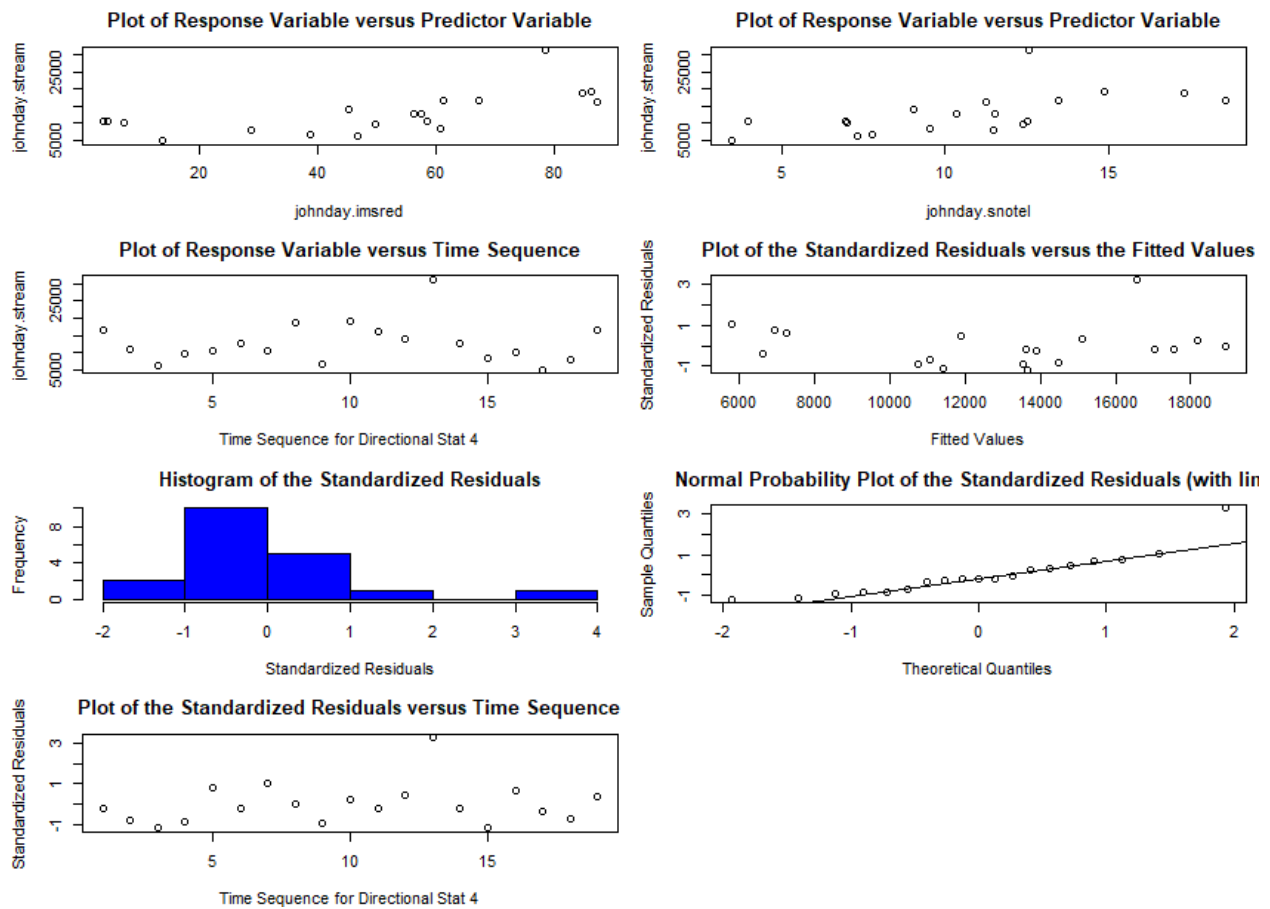 Plot of Response Variable versus Predictor Variable
johnday.stream
5000 25000
20 40 60 80
johnday.imsred
Plot of Response Variable versus Predictor Variable
johnday.stream
5000 25000
5 10 15
johnday.snotel
Plot of Response Variable versus Time Sequence
johnday.stream
5000 25000
5 10 15
Time Sequence for Directional Stat 4
Plot of the Standardized Residuals versus the Fitted Values
Standardized Residuals
-1 1 3
6000 8000 10000 12000 14000 16000 18000
Fitted Values
Histogram of the Standardized Residuals
Frequency
0 4 8
-2 -1 0 1 2 3 4
Standardized Residuals
Normal Probability Plot of the Standardized Residuals (with lin
Sample Quantiles
-1 1 3
-2 -1 0 1 2
Theoretical Quantiles
Plot of the Standardized Residuals versus Time Sequence
Standardized Residuals
-1 1 3
5 10 15
Time Sequence for Directional Stat 4